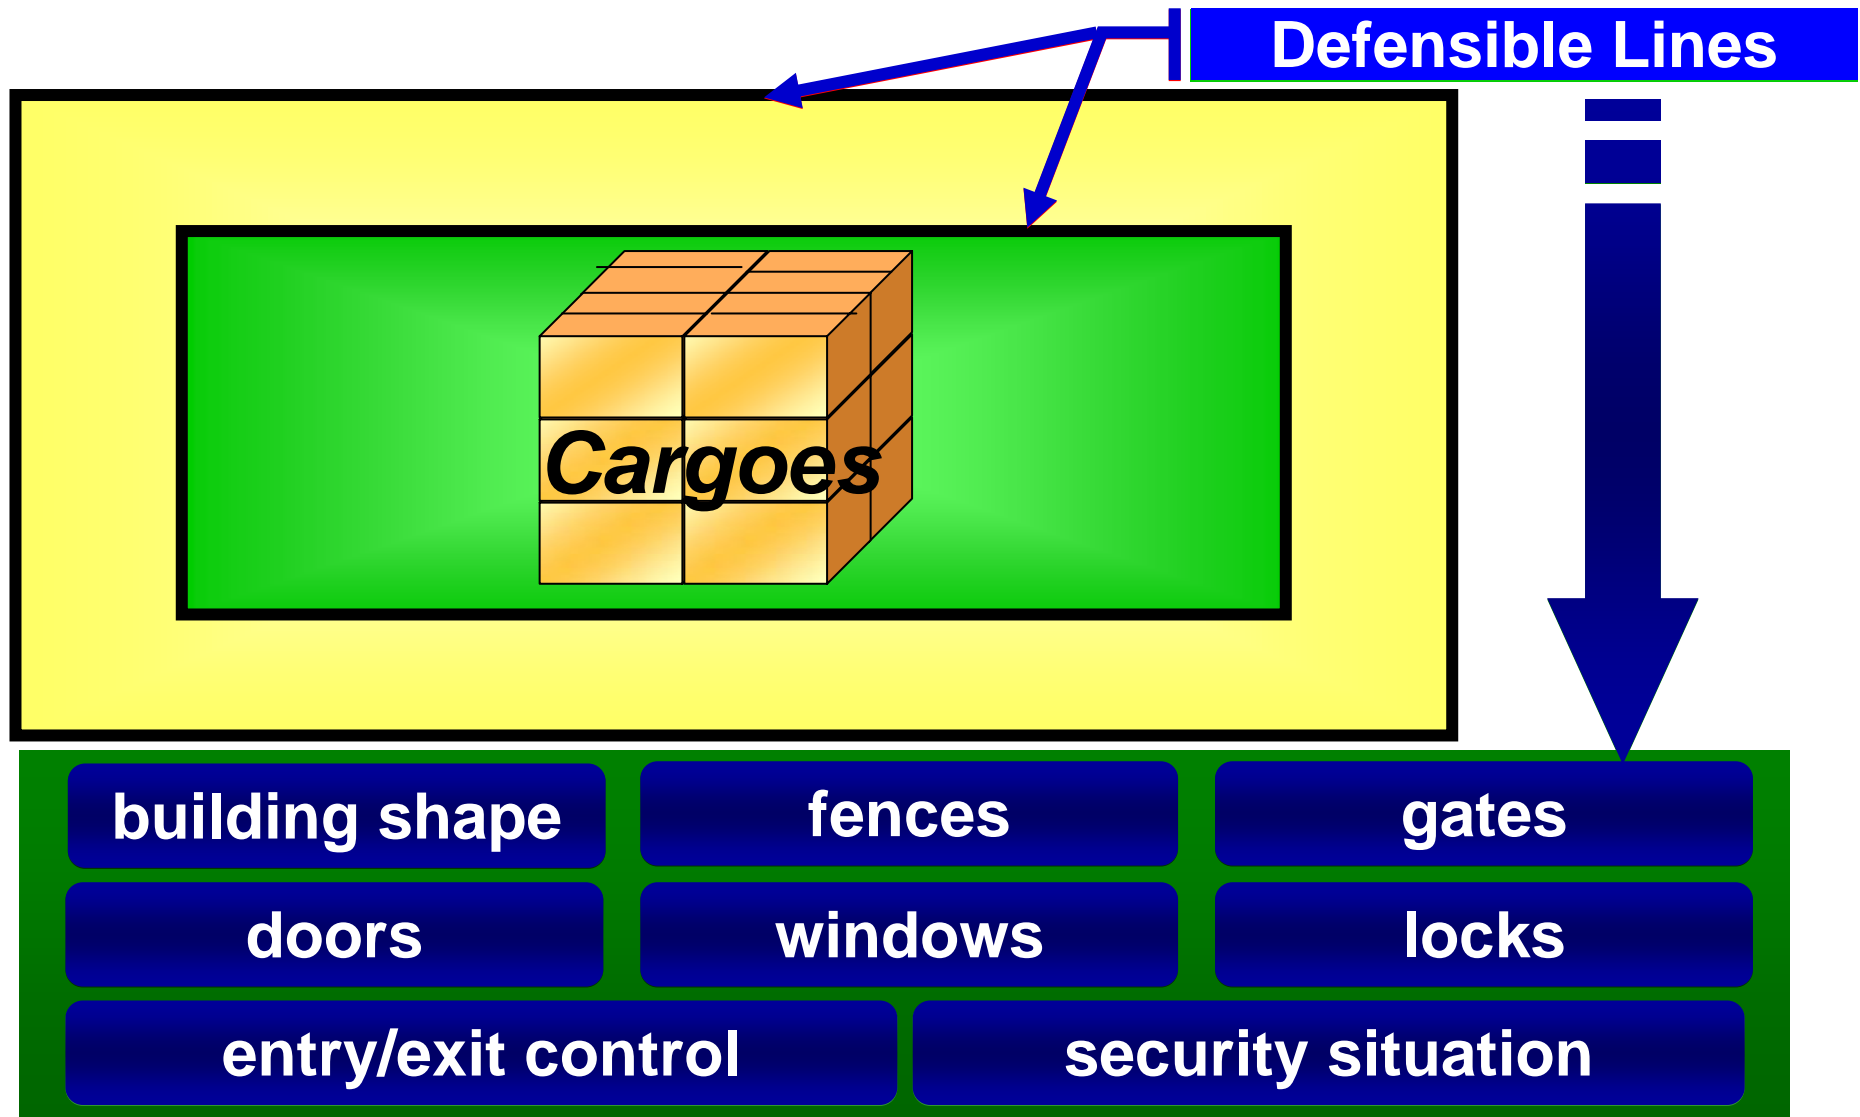 Defensible Lines
Cargoes
building shape
fences
gates
doors
windows
locks
entry/exit control
security situation